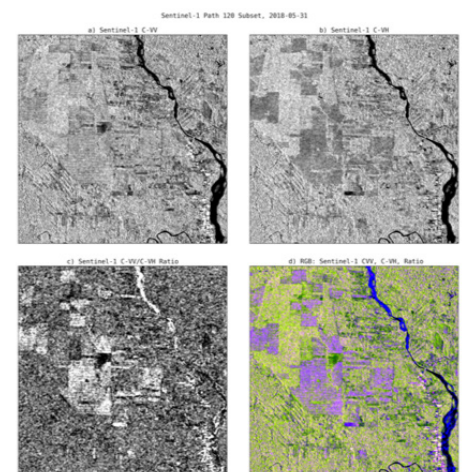 Sentinel-1 Path 120 Subset, 2018-05-31
a) Sentinel-1 C-VV
b) Sentinel-1 C-VH
c) Sentinel-1 C-VV/C-VH Ratio
d) RGB: Sentinel CVV, C-VH, Ratio